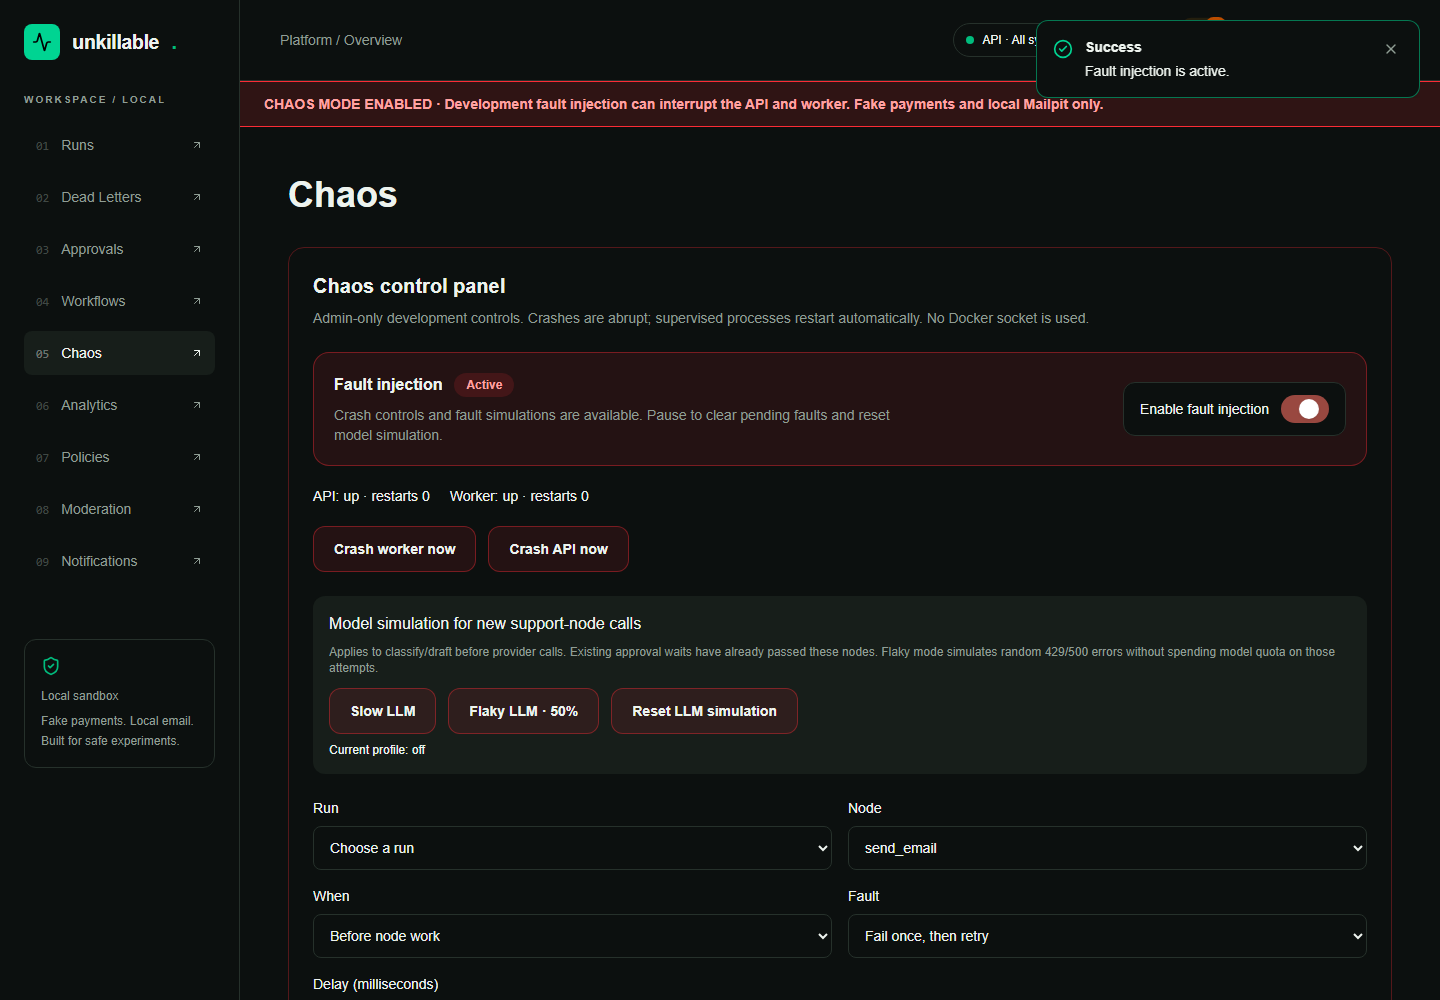 unkillable .
WORKSPACE / LOCAL
01 Runs
02 Dead Letters
03 Approvals
04 Workflows
05 Chaos
06 Analytics
07 Policies
08 Moderation
09 Notifications
Local sandbox
Fake payments. Local email.
Built for safe experiments.
Platform / Overview
API · All
Success
Fault injection is active.
CHAOS MODE ENABLED · Development fault injection can interrupt the API and worker. Fake payments and local Mailpit only.
Chaos
Chaos control panel
Admin-only development controls. Crashes are abrupt; supervised processes restart automatically. No Docker socket is used.
Fault injection Active
Crash controls and fault simulations are available. Pause to clear pending faults and reset
model simulation.
Enable fault injection
API: up · restarts 0 Worker: up · restarts 0
Crash worker now Crash API now
Model simulation for new support-node calls
Applies to classify/draft before provider calls. Existing approval waits have already passed these nodes. Flaky mode simulates random 429/500 errors without spending model quota on those
attempts.
Slow LLM Flaky LLM · 50% Reset LLM simulation
Current profile: off
Run Node
Choose a run send_email
When Fault
Before node work Fail once, then retry
Delay (milliseconds)